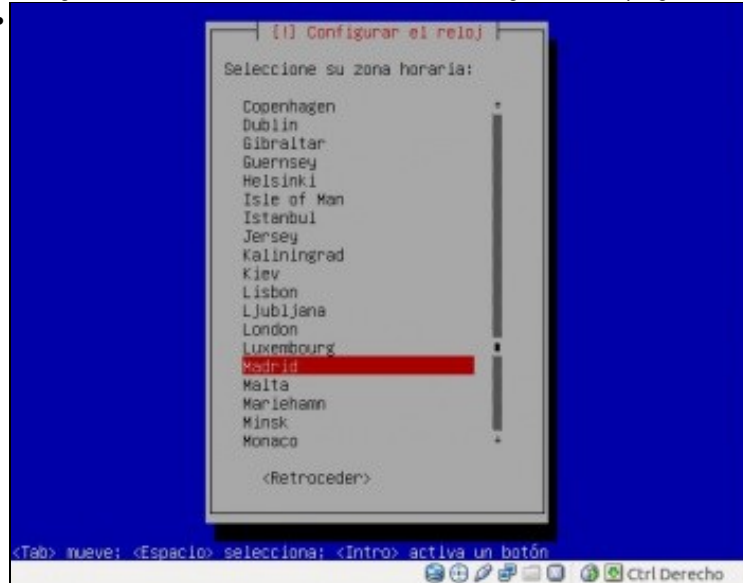 [!] Configurar el reloj
Seleccione su zona horaria:
Copenhagen
Dublin
Gibraltar
Guernsey
Helsinki
Isle of Man
Istanbul
Jersey
Kaliningrad
Kiev
Lisbon
Ljubljana
London
Luxembourg
Madrid
Malta
Mariehamn
Minsk
Monaco
<Retroceder>
<Tab> mueve; <Espacio> selecciona; <Intro> activa un botón
Ctrl Derecho